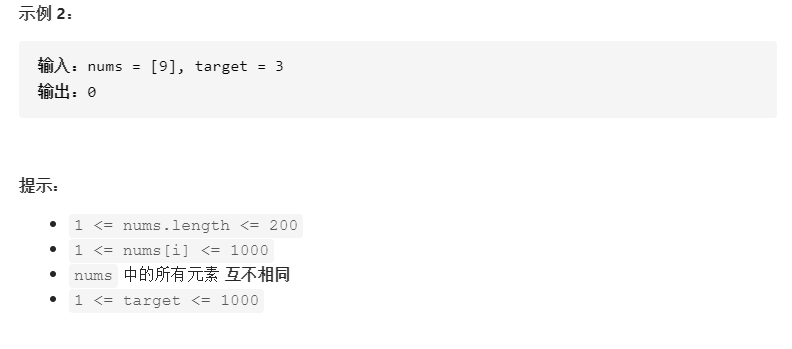 示例 2：
输入：nums = [9], target = 3
输出：0
提示：
1 <= nums.length <= 200
1 <= nums[i] <= 1000
nums 中的所有元素 互不相同
1 <= target <= 1000